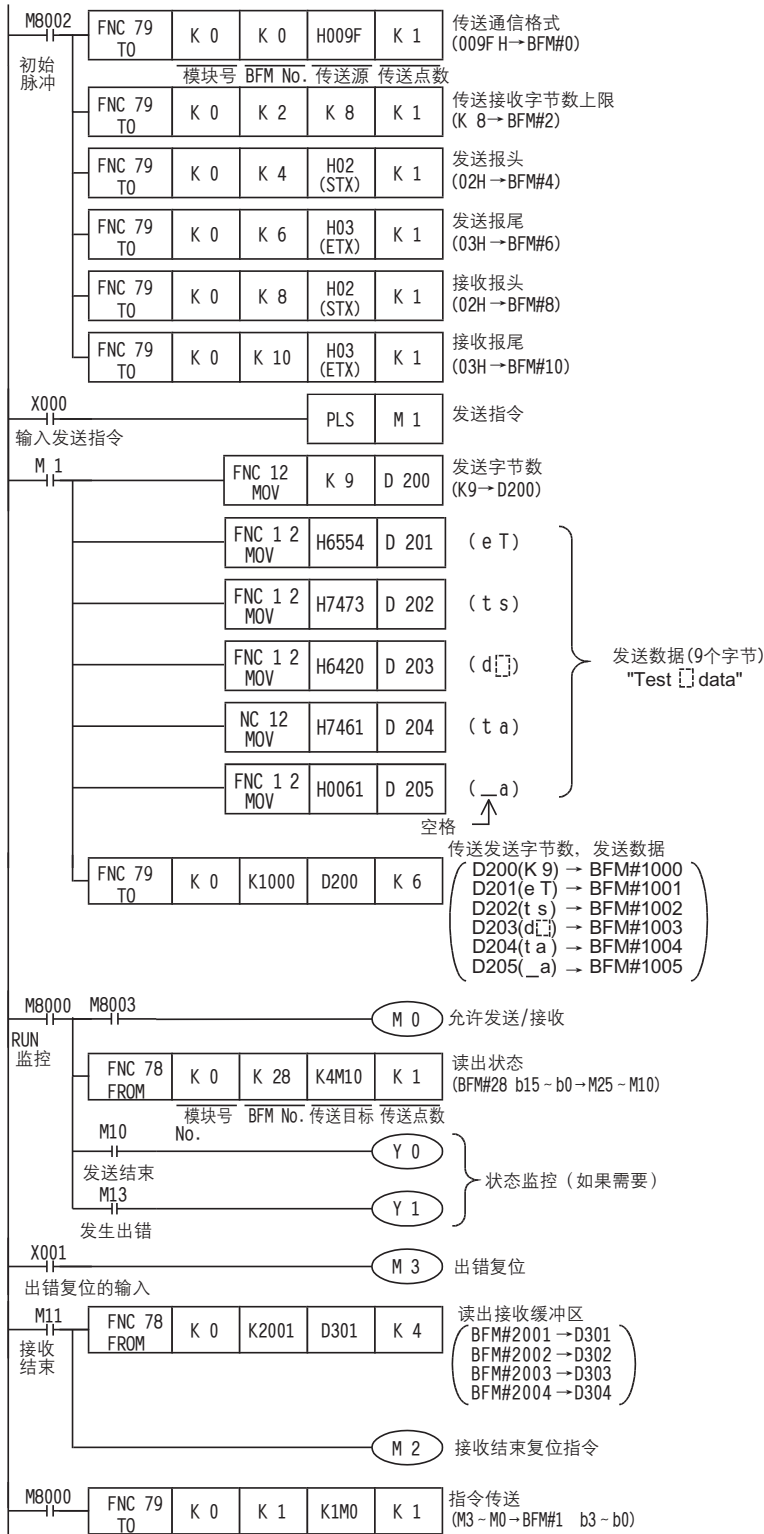 M8002
初始
脉冲
FNC 79
TO
K 0
K 0
H009F
K 1
传送通信格式
(009F H→BFM#0)
模块号 BFM No. 传送源 传送点数
FNC 79
TO
K 0
K 2
K 8
K 1
传送接收字节数上限
(K 8→BFM#2)
FNC 79
TO
K 0
K 4
H02
(STX)
K 1
发送报头
(02H→BFM#4)
FNC 79
TO
K 0
K 6
H03
(ETX)
K 1
发送报尾
(03H→BFM#6)
FNC 79
TO
K 0
K 8
H02
(STX)
K 1
接收报头
(02H→BFM#8)
FNC 79
TO
K 0
K 10
H03
(ETX)
K 1
接收报尾
(03H→BFM#10)
X000
输入发送指令
PLS
M 1
发送指令
M 1
FNC 12
MOV
K 9
D 200
发送字节数
(K9→D200)
FNC 1 2
MOV
H6554
D 201
(e T)
FNC 1 2
MOV
H7473
D 202
(t s)
FNC 1 2
MOV
H6420
D 203
(d )
发送数据(9个字节)
"Test data"
NC 12
MOV
H7461
D 204
(t a)
FNC 1 2
MOV
H0061
D 205
(_a)
空格
FNC 79
TO
K 0
K1000
D200
K 6
传送发送字节数，发送数据
D200(K 9) → BFM#1000
D201(e T) → BFM#1001
D202(t s) → BFM#1002
D203(d ) → BFM#1003
D204(t a) → BFM#1004
D205(_a) → BFM#1005
M8000 M8003
RUN
监控
M 0
允许发送/接收
FNC 78
FROM
K 0
K 28
K4M10
K 1
读出状态
(BFM#28 b15~b0→M25~M10)
模块号 BFM No. 传送目标 传送点数
No.
M10
发送结束
Y 0
M13
发生出错
Y 1
状态监控（如果需要）
X001
出错复位的输入
M 3
出错复位
M11
接收
结束
FNC 78
FROM
K 0
K2001
D301
K 4
读出接收缓冲区
BFM#2001→D301
BFM#2002→D302
BFM#2003→D303
BFM#2004→D304
M 2
接收结束复位指令
M8000
FNC 79
TO
K 0
K 1
K1M0
K 1
指令传送
(M3~M0→BFM#1 b3~b0)